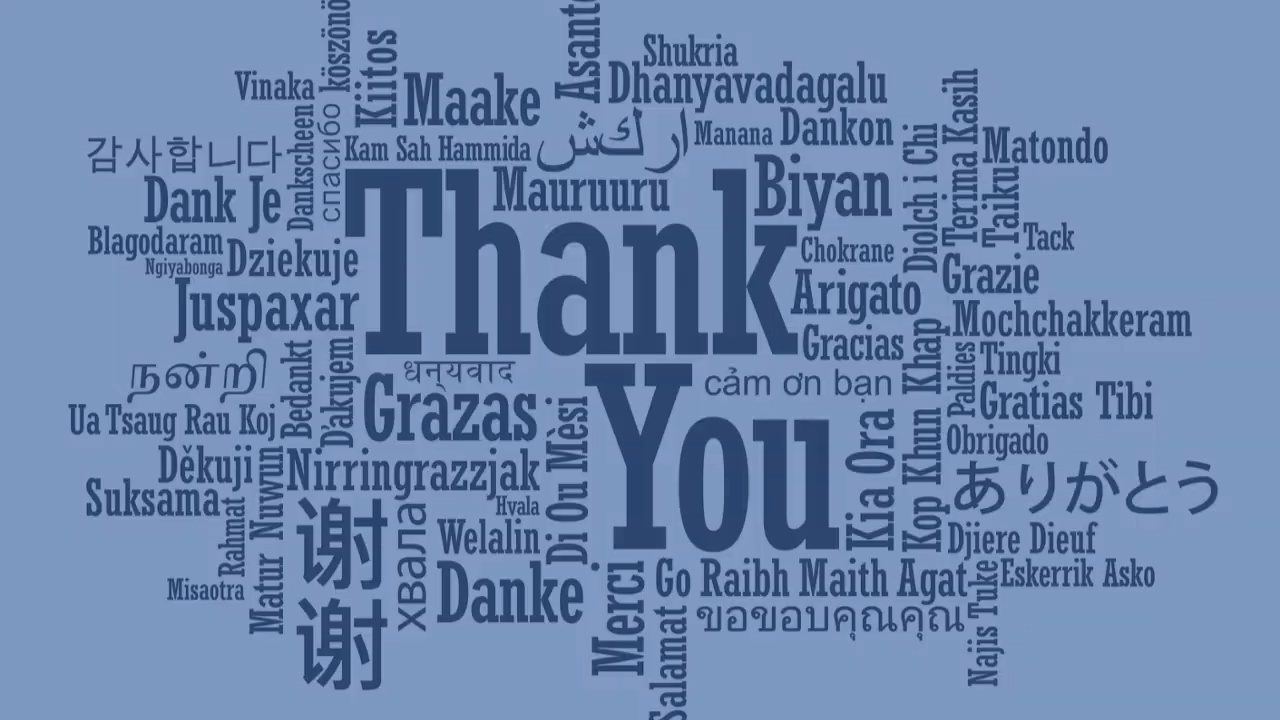 köszönö
Asante
Shukria
Vinaka
Kiitos
Maake
Dhanyavadagalu
감사합니다
Dankscheen
спасибо
Kam Sah Hammida
Manana
Dankon
Diolch i Chi
Terima Kasih
Matondo
Dank Je
Mauruuru
Biyan
Taiku
Blagodaram
Ngiyabonga
Dziekuje
Thank
Chokrane
Tack
Juspaxar
Arigato
Grazie
Gracias
Mochchakkeram
நன்றி
Bedankt
Ďakujem
धन्यवाद
You
cảm ơn bạn
Kop Khun Khap
Paldies
Tingki
Ua Tsaug Rau Koj
Grazas
Gratias Tibi
Děkuji
Di Ou Mèsi
Kia Ora
Obrigado
Suksama
Nirringrazzjak
ありがとう
Rahmat
Matur Nuwun
谢谢
хвала
Hvala
Welalin
Djiere Dieuf
Misaotra
Danke
Merci
Go Raibh Maith Agat
Eskerrik Asko
Salamat
ขอขอบคุณคุณ
Najis Tuke